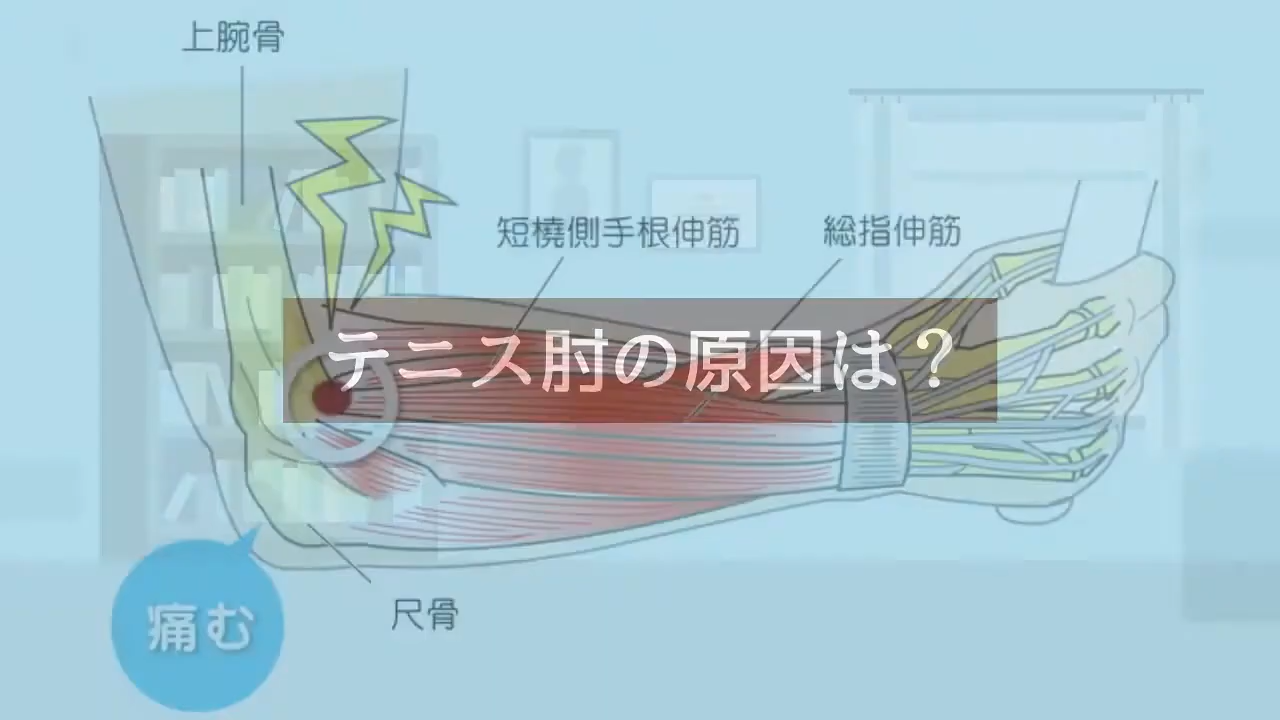 上腕骨
短橈側手根伸筋
総指伸筋
テニス肘の原因は？
尺骨
痛む